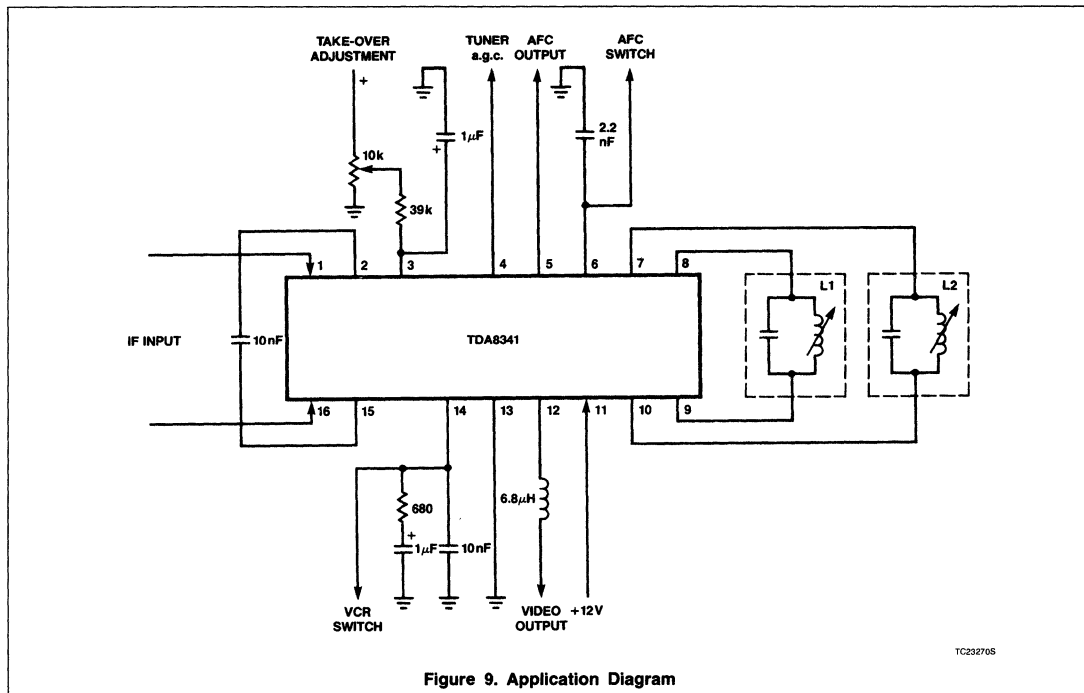 TAKE-OVER
ADJUSTMENT
TUNER
a.g.c.
AFC
OUTPUT
AFC
SWITCH
+
1μF
+
2.2
nF
10k
39k
1 2 3 4 5 6 7 8
L1
L2
IF INPUT
10nF
TDA8341
16 15 14 13 12 11 10 9
680
+
1μF
10nF
6.8μH
VCR
SWITCH
VIDEO
OUTPUT
+12V
TC23270S
Figure 9. Application Diagram